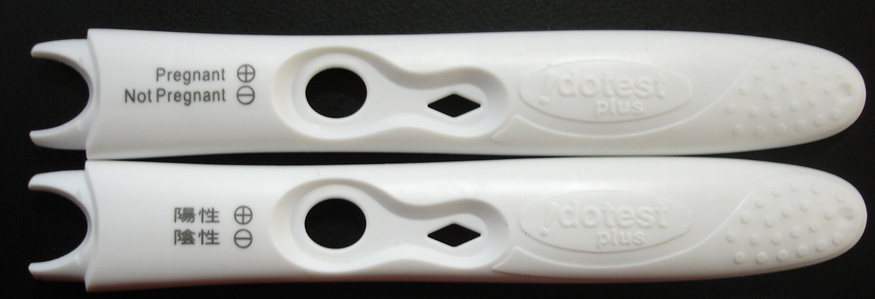 Pregnant ⊕
Not Pregnant ⊖
dotest
plus
陽性 ⊕
陰性 ⊖
dotest
plus